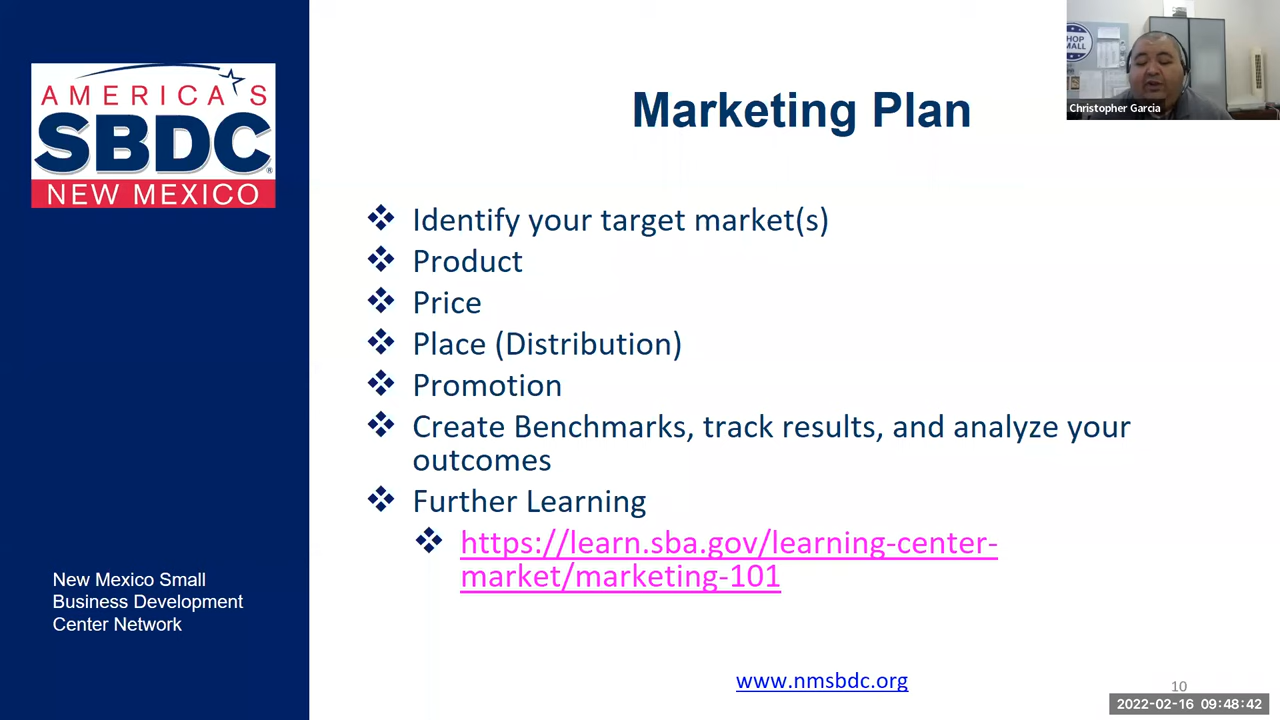 AMERICA'S
SBDC®
NEW MEXICO
Marketing Plan
HOP
MALL
Christopher Garcia
❖ Identify your target market(s)
❖ Product
❖ Price
❖ Place (Distribution)
❖ Promotion
❖ Create Benchmarks, track results, and analyze your
outcomes
❖ Further Learning
❖ https://learn.sba.gov/learning-center-
market/marketing-101
New Mexico Small
Business Development
Center Network
www.nmsbdc.org
10
2022-02-16 09:48:42